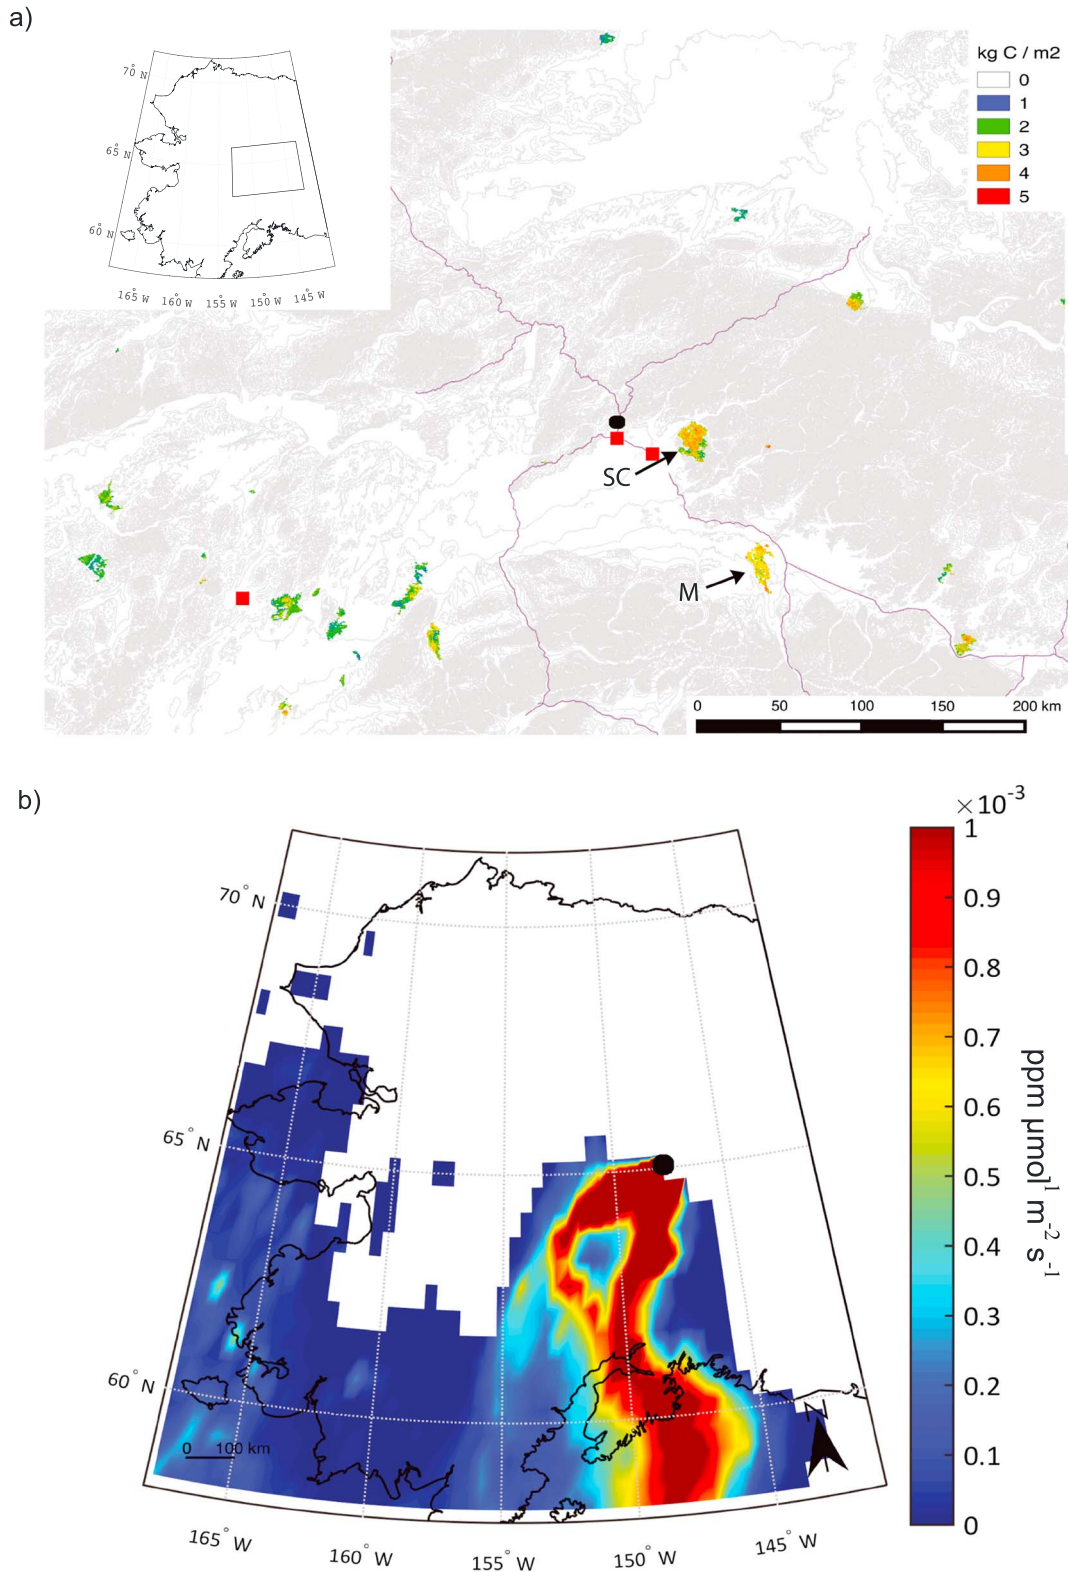 a)
70° N
65 N
60 N
165 W 160 W 155 W 150 W 145 W
kg C / m2
0
1
2
3
4
5
SC
M
0 50 100 150 200 km
b)
×10-3
1
0.9
0.8
0.7
0.6
0.5
0.4
0.3
0.2
0.1
0
ppm µmol1 m-2 s-1
70° N
65° N
60° N
0 100 km
N
165° W
160° W
155° W
150° W
145° W